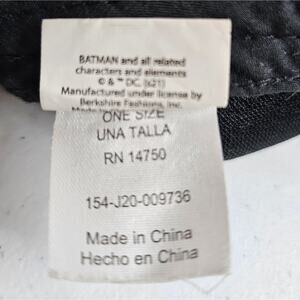 BATMAN and all related
characters and elements
© & ™ DC. (s21)
Manufactured under license by
Berkshire Fashions, Inc.
ONE SIZE
UNA TALLA
RN 14750
154-J20-009736
Made in China
Hecho en China